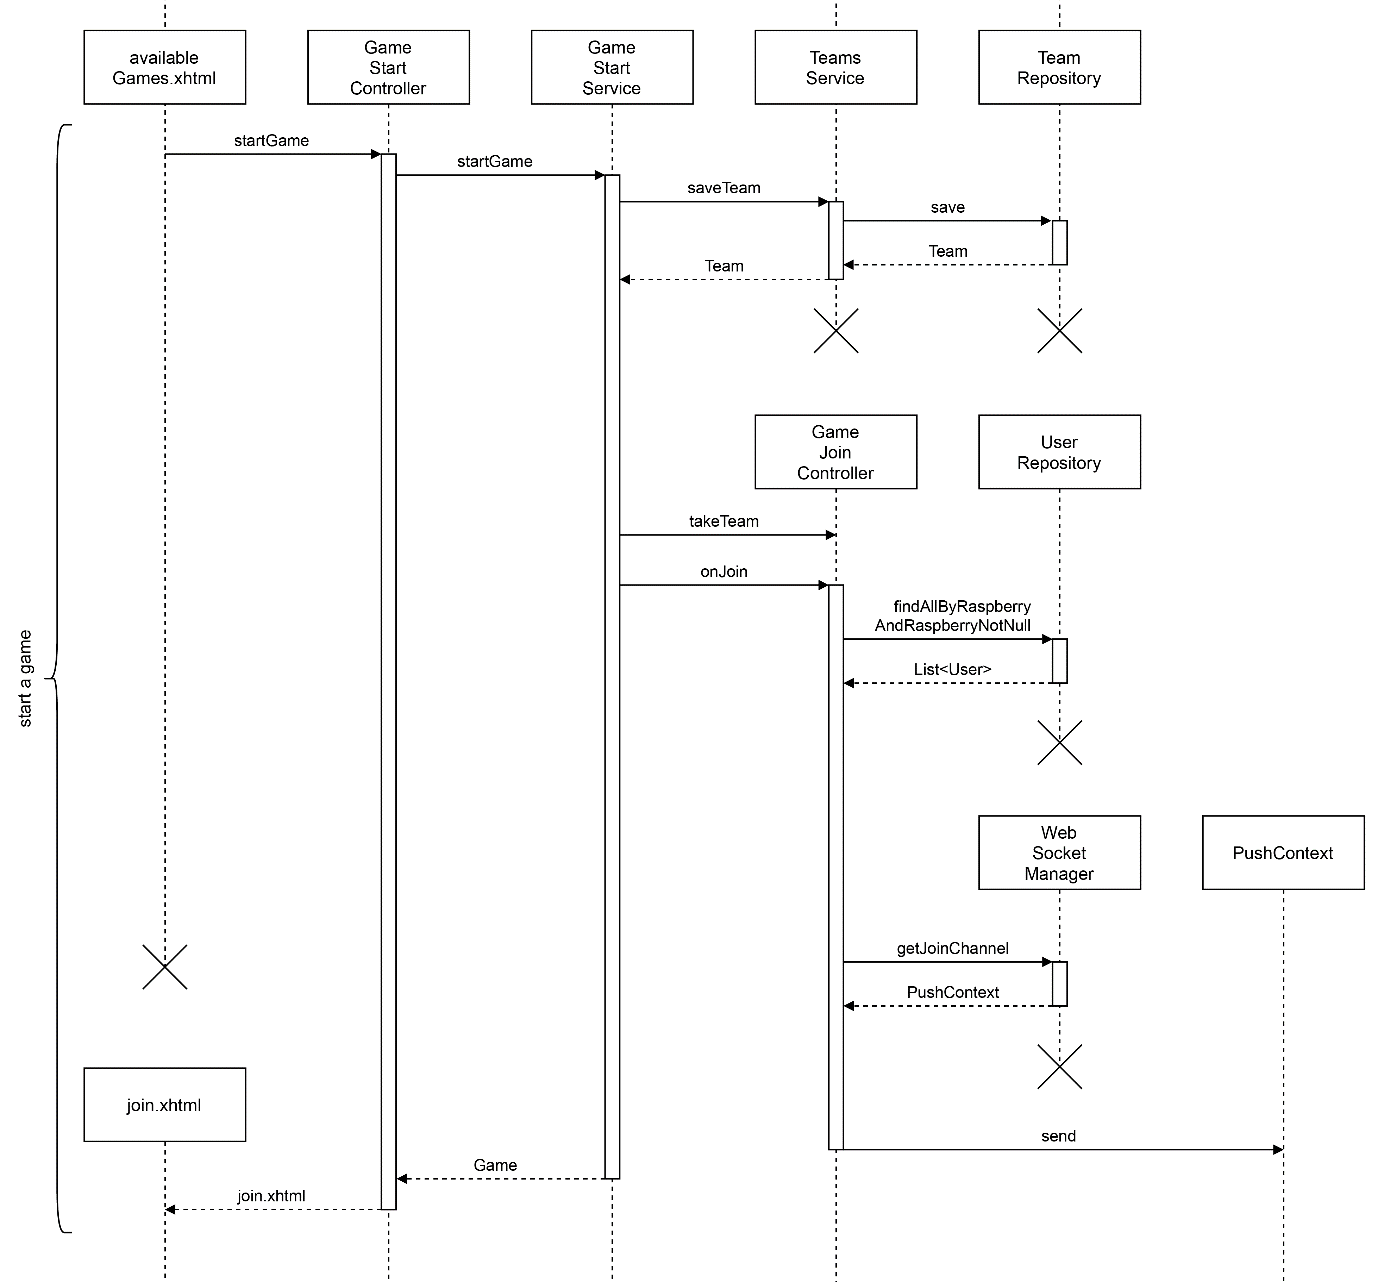 available
Games.xhtml
Game
Start
Controller
Game
Start
Service
Teams
Service
Team
Repository
startGame
startGame
saveTeam
save
Team
Team
Game
Join
Controller
User
Repository
takeTeam
onJoin
findAllByRaspberry
AndRaspberryNotNull
List<User>
start a game
Web
Socket
Manager
PushContext
getJoinChannel
PushContext
join.xhtml
send
Game
join.xhtml